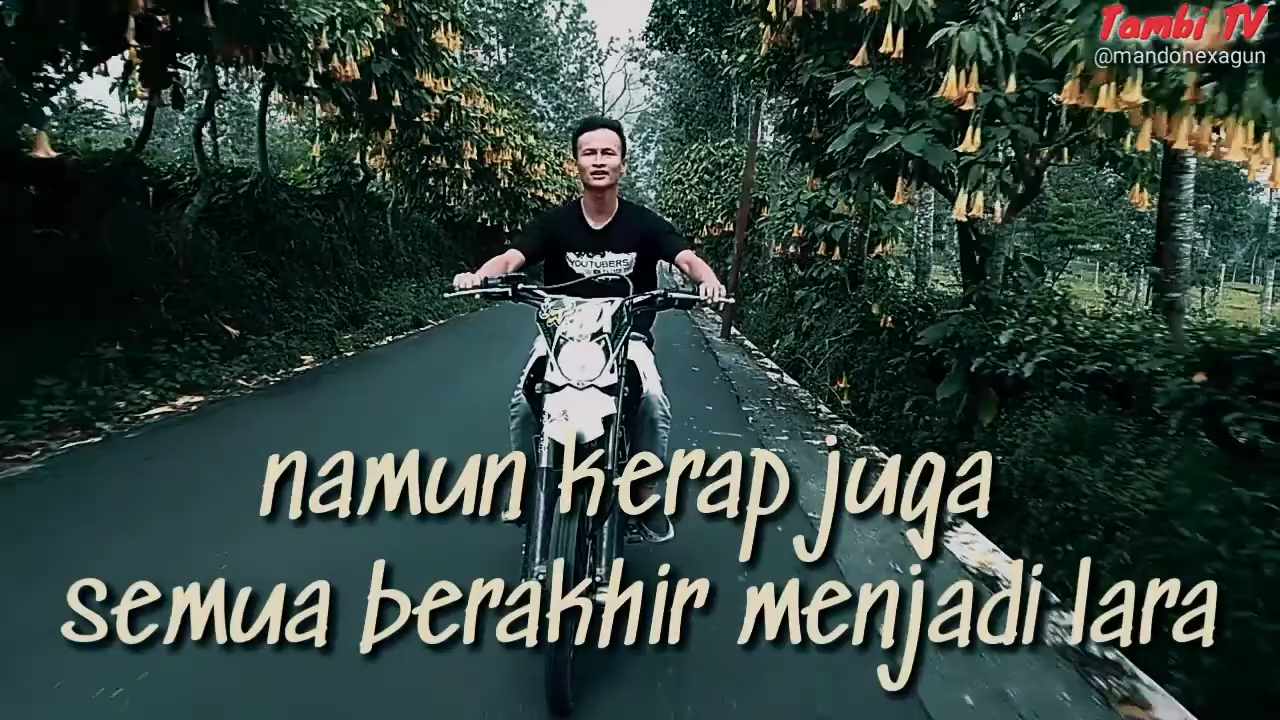 Tambi TV
@mandonexagun
YOUTUBERS
namun kerap juga
semua berakhir menjadi lara